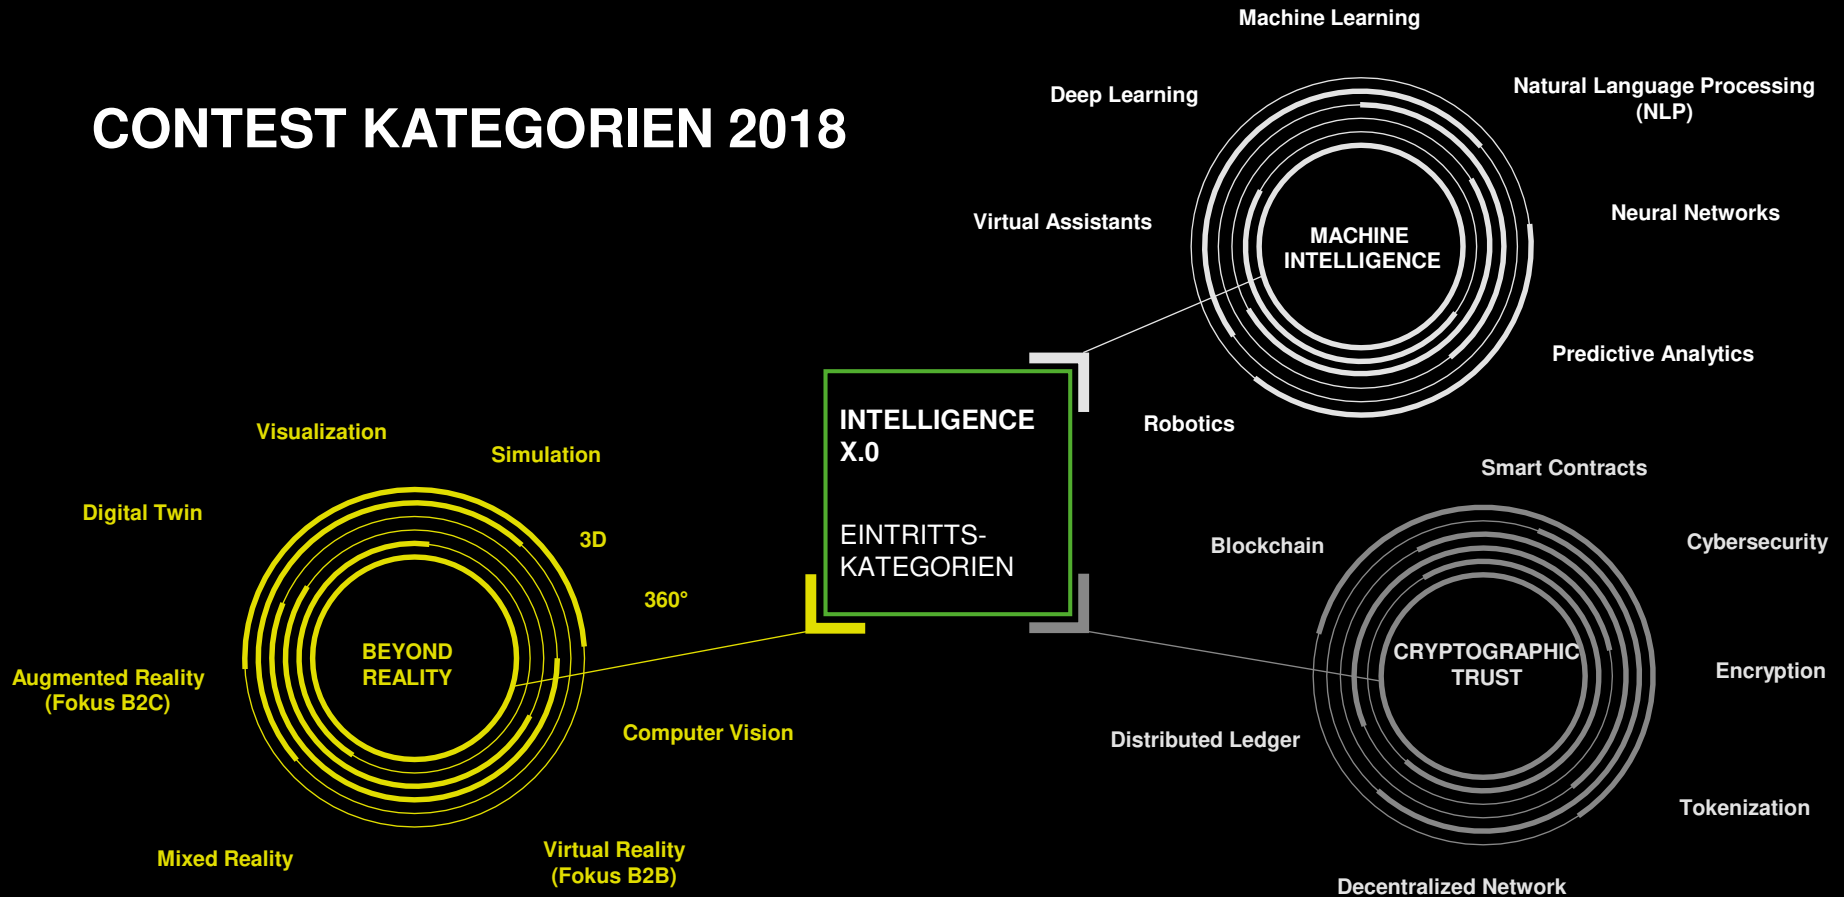 CONTEST KATEGORIEN 2018
Machine Learning
Deep Learning
Natural Language Processing
(NLP)
Virtual Assistants
Neural Networks
MACHINE
INTELLIGENCE
Predictive Analytics
Robotics
INTELLIGENCE
X.0
EINTRITTS-
KATEGORIEN
Visualization
Simulation
Digital Twin
3D
360°
BEYOND
REALITY
Augmented Reality
(Fokus B2C)
Computer Vision
Mixed Reality
Virtual Reality
(Fokus B2B)
Smart Contracts
Blockchain
Cybersecurity
CRYPTOGRAPHIC
TRUST
Encryption
Distributed Ledger
Tokenization
Decentralized Network